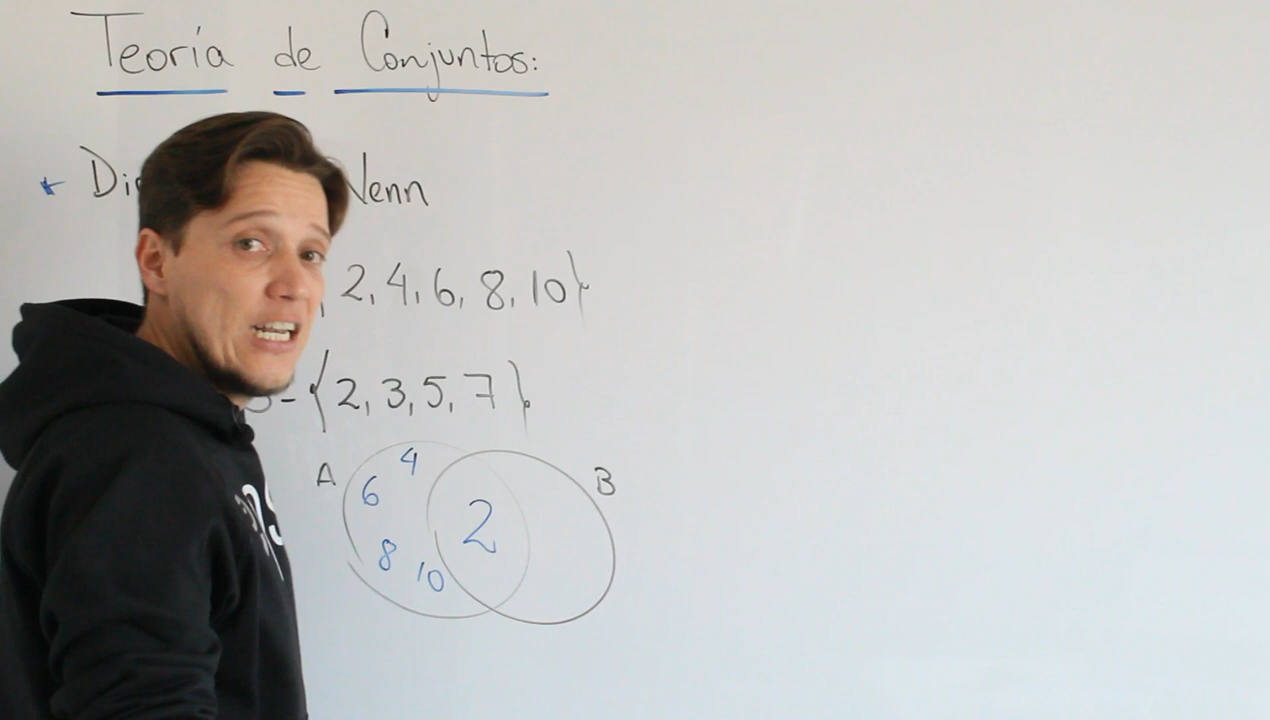 Teoría de Conjuntos:
Venn
2, 4, 6, 8, 10}
= {2, 3, 5, 7}.
A 4 B
6
2
8
10